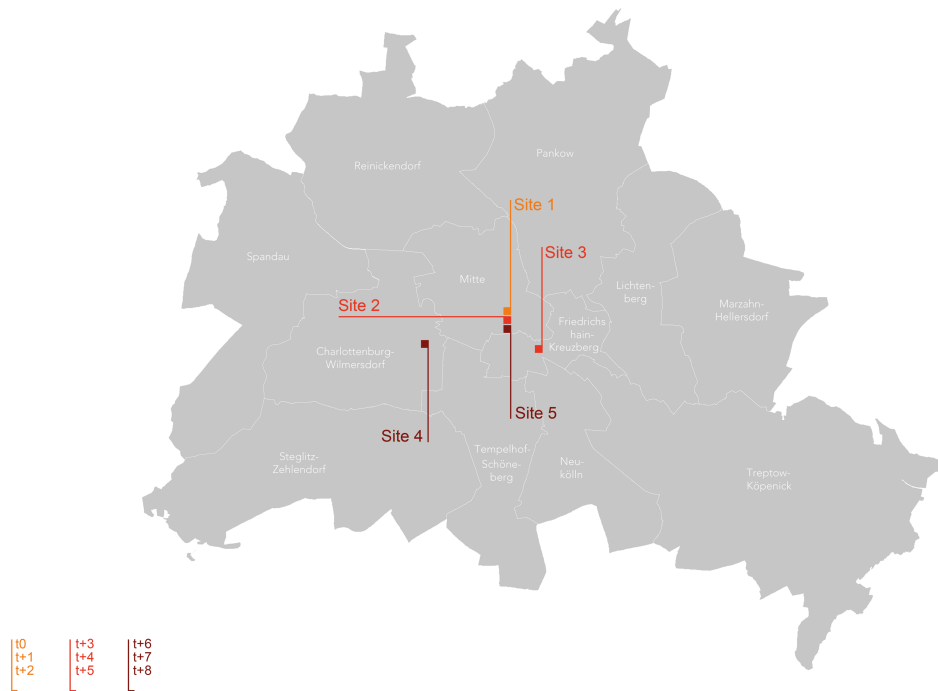 Reinickendorf
Pankow
Site 1
Spandau
Site 3
Mitte
Lichten-
berg
Marzahn-
Hellersdorf
Site 2
Friedrichs
hain-
Kreuzberg
Charlottenburg-
Wilmersdorf
Site 5
Site 4
Steglitz-
Zehlendorf
Tempelhof-
Schöne-
berg
Neu-
kölln
Treptow-
Köpenick
t0
t+1
t+2
t+3
t+4
t+5
t+6
t+7
t+8